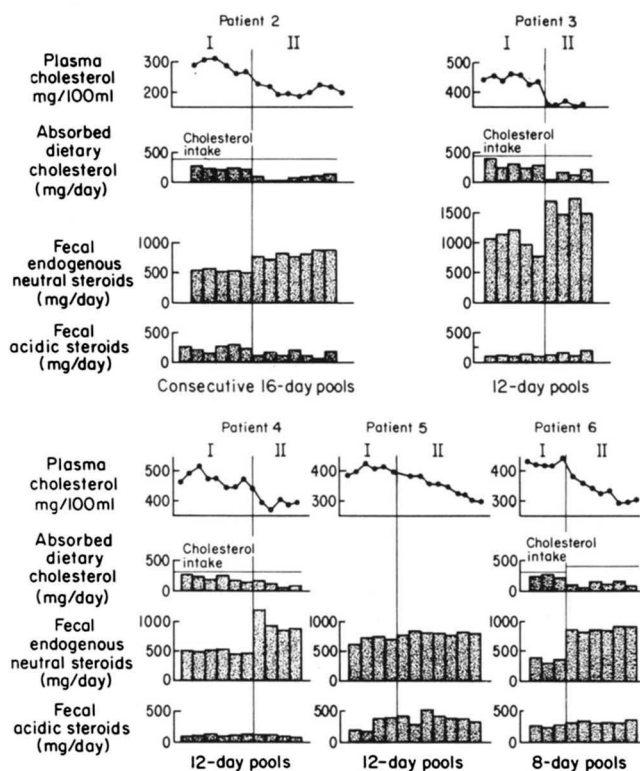 Patient 2
Patient 3
I II
I II
Plasma
cholesterol
mg/100ml
300
200
500
400
Absorbed
dietary
cholesterol
(mg/day)
Cholesterol
intake
500
0
Cholesterol
intake
500
0
Fecal
endogenous
neutral steroids
(mg/day)
1000
500
0
1500
1000
500
0
Fecal
acidic steroids
(mg/day)
500
0
500
0
Consecutive 16-day pools
12-day pools
Patient 4
Patient 5
Patient 6
I II
I II
I II
Plasma
cholesterol
mg/100ml
500
400
400
300
400
300
Absorbed
dietary
cholesterol
(mg/day)
Cholesterol
intake
500
0
Cholesterol
intake
500
0
Fecal
endogenous
neutral steroids
(mg/day)
1000
500
0
1000
500
0
1000
500
0
Fecal
acidic steroids
(mg/day)
500
0
500
0
500
0
12-day pools
12-day pools
8-day pools